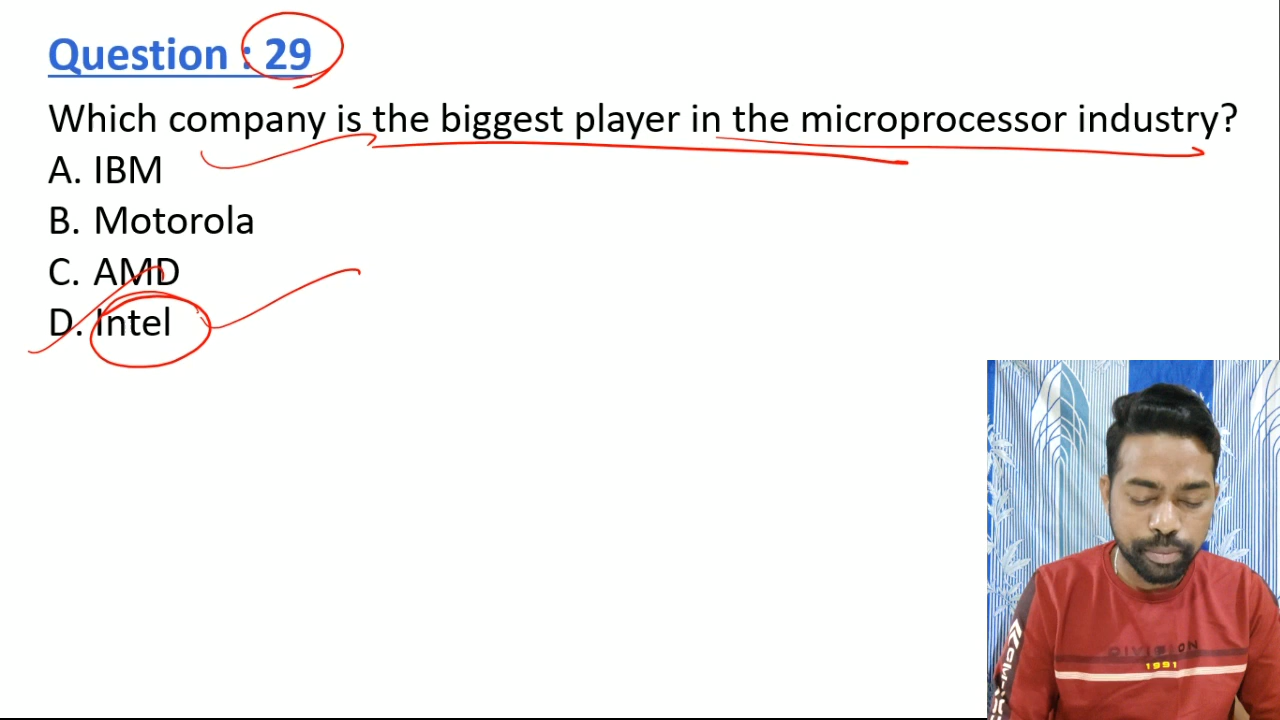 Question : 29
Which company is the biggest player in the microprocessor industry?
A. IBM
B. Motorola
C. AMD
D. Intel
DIVISION
1991